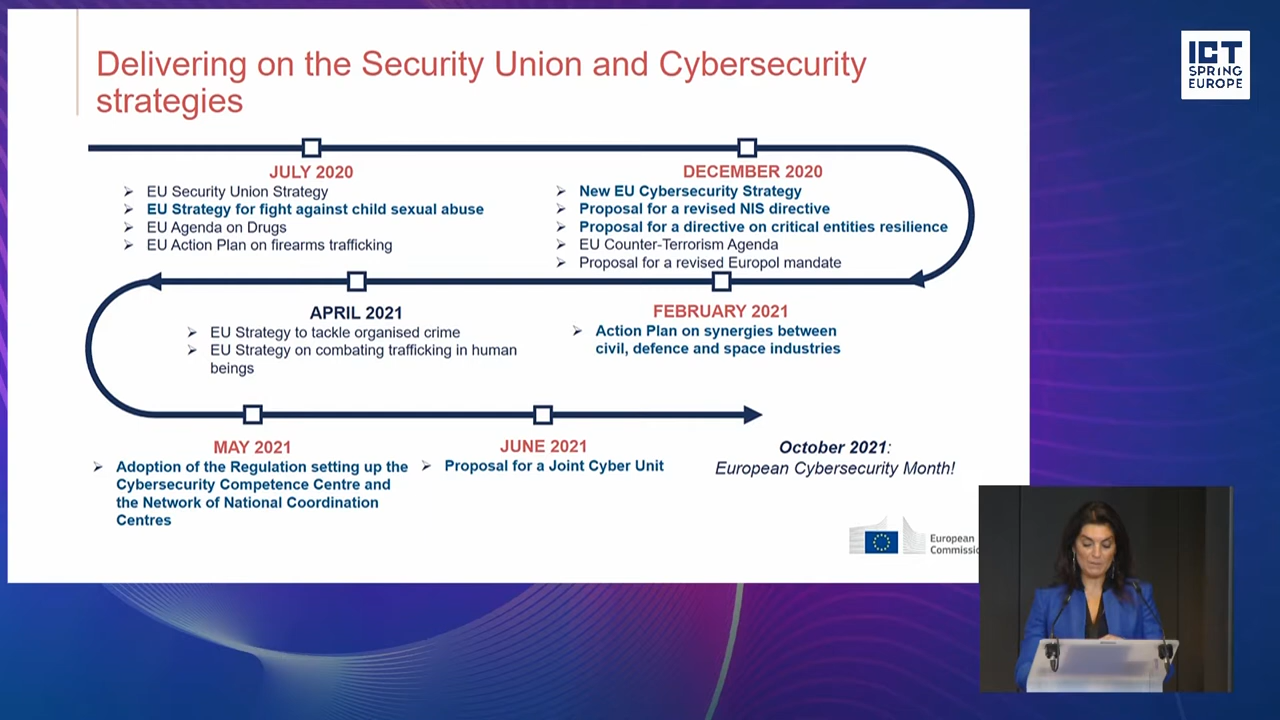 Delivering on the Security Union and Cybersecurity
strategies
ICT
SPRING
EUROPE
JULY 2020
➢ EU Security Union Strategy
➢ EU Strategy for fight against child sexual abuse
➢ EU Agenda on Drugs
➢ EU Action Plan on firearms trafficking
DECEMBER 2020
➢ New EU Cybersecurity Strategy
➢ Proposal for a revised NIS directive
➢ Proposal for a directive on critical entities resilience
➢ EU Counter-Terrorism Agenda
➢ Proposal for a revised Europol mandate
APRIL 2021
➢ EU Strategy to tackle organised crime
➢ EU Strategy on combating trafficking in human
beings
FEBRUARY 2021
➢ Action Plan on synergies between
civil, defence and space industries
MAY 2021
➢ Adoption of the Regulation setting up the
Cybersecurity Competence Centre and
the Network of National Coordination
Centres
JUNE 2021
➢ Proposal for a Joint Cyber Unit
October 2021:
European Cybersecurity Month!
European
Commissio